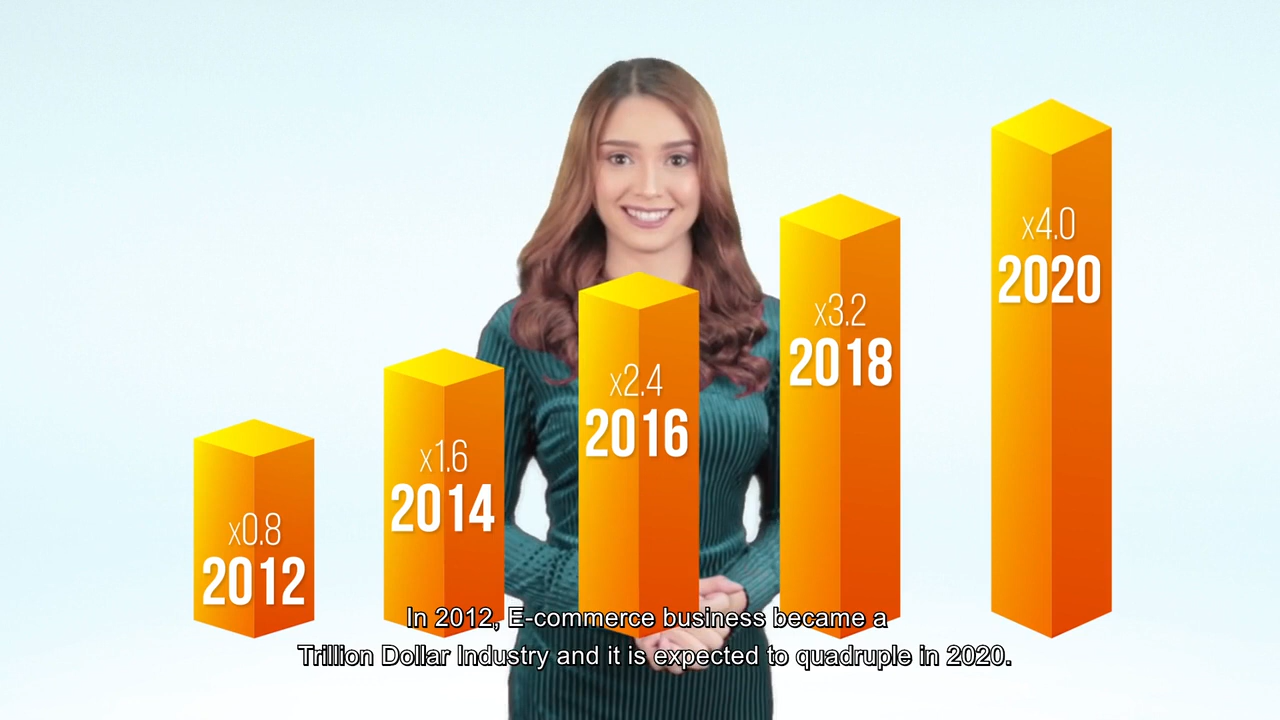 x0.8
2012
x1.6
2014
x2.4
2016
x3.2
2018
x4.0
2020
In 2012, E-commerce business became a
Trillion Dollar Industry and it is expected to quadruple in 2020.